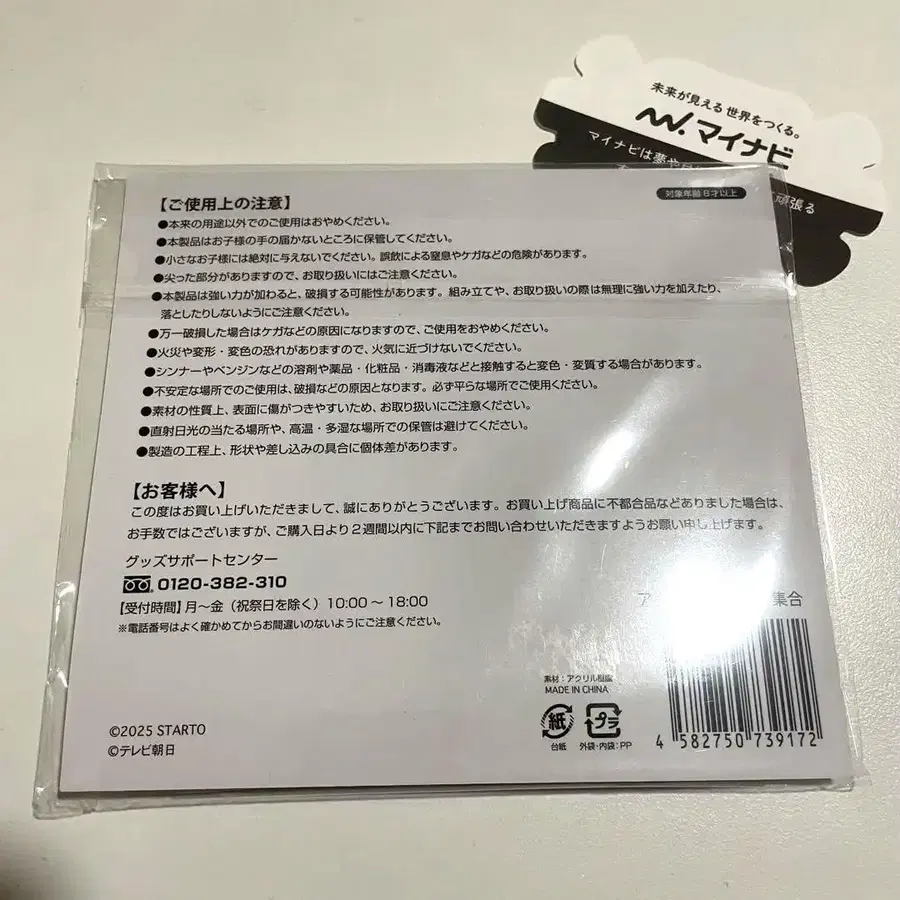 未来が見える 世界をつくる。
マイナビ
マイナビは夢や
頑張る
対象年齢8才以上
【ご使用上の注意】
●本来の用途以外でのご使用はおやめください。
●本製品はお子様の手の届かないところに保管してください。
●小さなお子様には絶対に与えないでください。誤飲による窒息やケガなどの危険があります。
●尖った部分がありますので、お取り扱いにはご注意ください。
●本製品は強い力が加わると、破損する可能性があります。組み立てや、お取り扱いの際は無理に強い力を加えたり、
落としたりしないようにご注意ください。
●万一破損した場合はケガなどの原因になりますので、ご使用をおやめください。
●火災や変形・変色の恐れがありますので、火気に近づけないでください。
●シンナーやベンジンなどの溶剤や薬品・化粧品・消毒液などと接触すると変色・変質する場合があります。
●不安定な場所でのご使用は、破損などの原因となります。必ず平らな場所でご使用ください。
●素材の性質上、表面に傷がつきやすいため、お取り扱いにご注意ください。
●直射日光の当たる場所や、高温・多湿な場所での保管は避けてください。
●製造の工程上、形状や差し込みの具合に個体差があります。
【お客様へ】
この度はお買い上げいただきまして、誠にありがとうございます。お買い上げ商品に不都合品などありました場合は、
お手数ではございますが、ご購入日より2週間以内に下記までお問い合わせいただきますようお願い申し上げます。
グッズサポートセンター
0120-382-310
【受付時間】月～金（祝祭日を除く）10:00～18:00
※電話番号はよく確かめてからお間違いのないようにご注意ください。
ア
集合
素材：アクリル樹脂
MADE IN CHINA
紙
台紙
プラ
外袋・内袋：PP
4 582750 739172
©2025 STARTO
©テレビ朝日